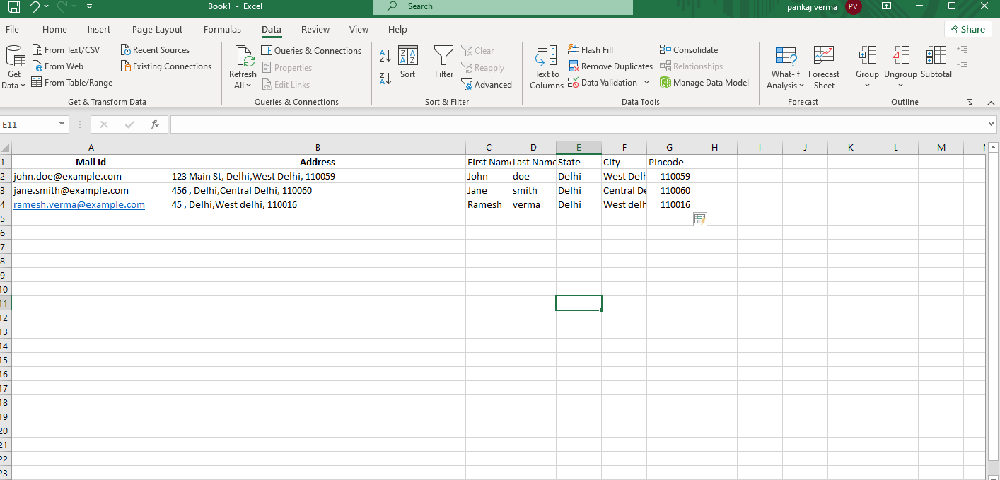 Book1 - Excel
Search
pankaj verma PV
File Home Insert Page Layout Formulas Data Review View Help
Share
Get Data
From Text/CSV
From Web
From Table/Range
Recent Sources
Existing Connections
Get & Transform Data
Refresh All
Queries & Connections
Properties
Edit Links
Queries & Connections
Sort
Filter
Clear
Reapply
Advanced
Sort & Filter
Text to Columns
Flash Fill
Remove Duplicates
Data Validation
Consolidate
Relationships
Manage Data Model
Data Tools
What-If Analysis
Forecast Sheet
Forecast
Group
Ungroup
Subtotal
Outline
E11
fx
A B C D E F G H I J K L M
1 Mail Id Address First Nam Last Name State City Pincode
2 john.doe@example.com 123 Main St, Delhi,West Delhi, 110059 John doe Delhi West Delh 110059
3 jane.smith@example.com 456 , Delhi,Central Delhi, 110060 Jane smith Delhi Central De 110060
4 ramesh.verma@example.com 45 , Delhi,West delhi, 110016 Ramesh verma Delhi West delh 110016
5
6
7
8
9
10
11
12
13
14
15
16
17
18
19
20
21
22
23